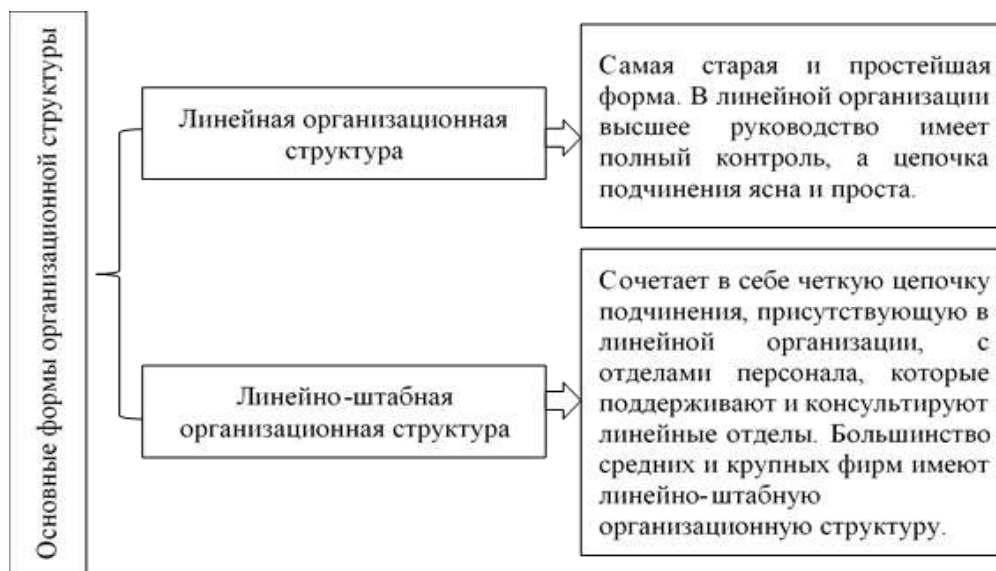 Основные формы организационной структуры
Линейная организационная
структура
Самая старая и простейшая
форма. В линейной организации
высшее руководство имеет
полный контроль, а цепочка
подчинения ясна и проста.
Линейно-штабная
организационная структура
Сочетает в себе четкую цепочку
подчинения, присутствующую в
линейной организации, с
отделами персонала, которые
поддерживают и консультируют
линейные отделы. Большинство
средних и крупных фирм имеют
линейно-штабную
организационную структуру.